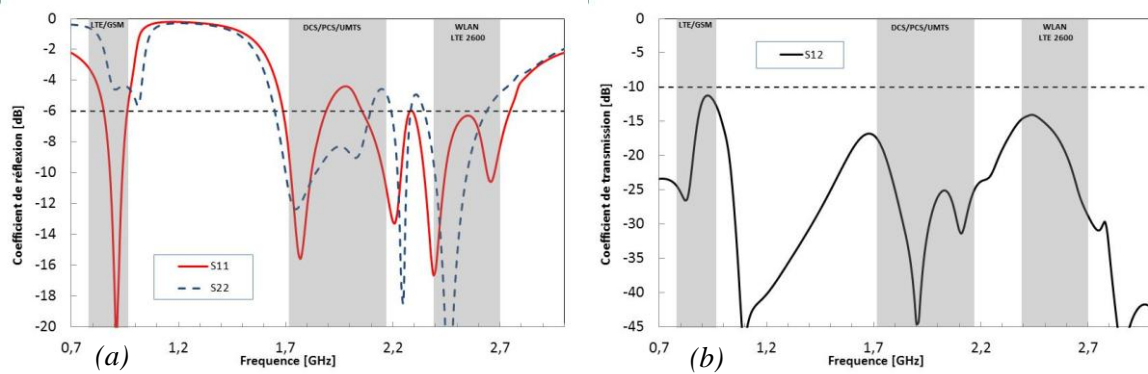 LTE/GSM
DCS/PCS/UMTS
WLAN
LTE 2600
0
-2
-4
-6
-8
-10
-12
-14
-16
-18
-20
Coefficient de réflexion [dB]
S11
S22
0,7
1,2
1,7
2,2
2,7
Frequence [GHz]
(a)
LTE/GSM
DCS/PCS/UMTS
WLAN
LTE 2600
S12
0
-5
-10
-15
-20
-25
-30
-35
-40
-45
Coefficient de transmission [dB]
0,7
1,2
1,7
2,2
2,7
Frequence [GHz]
(b)